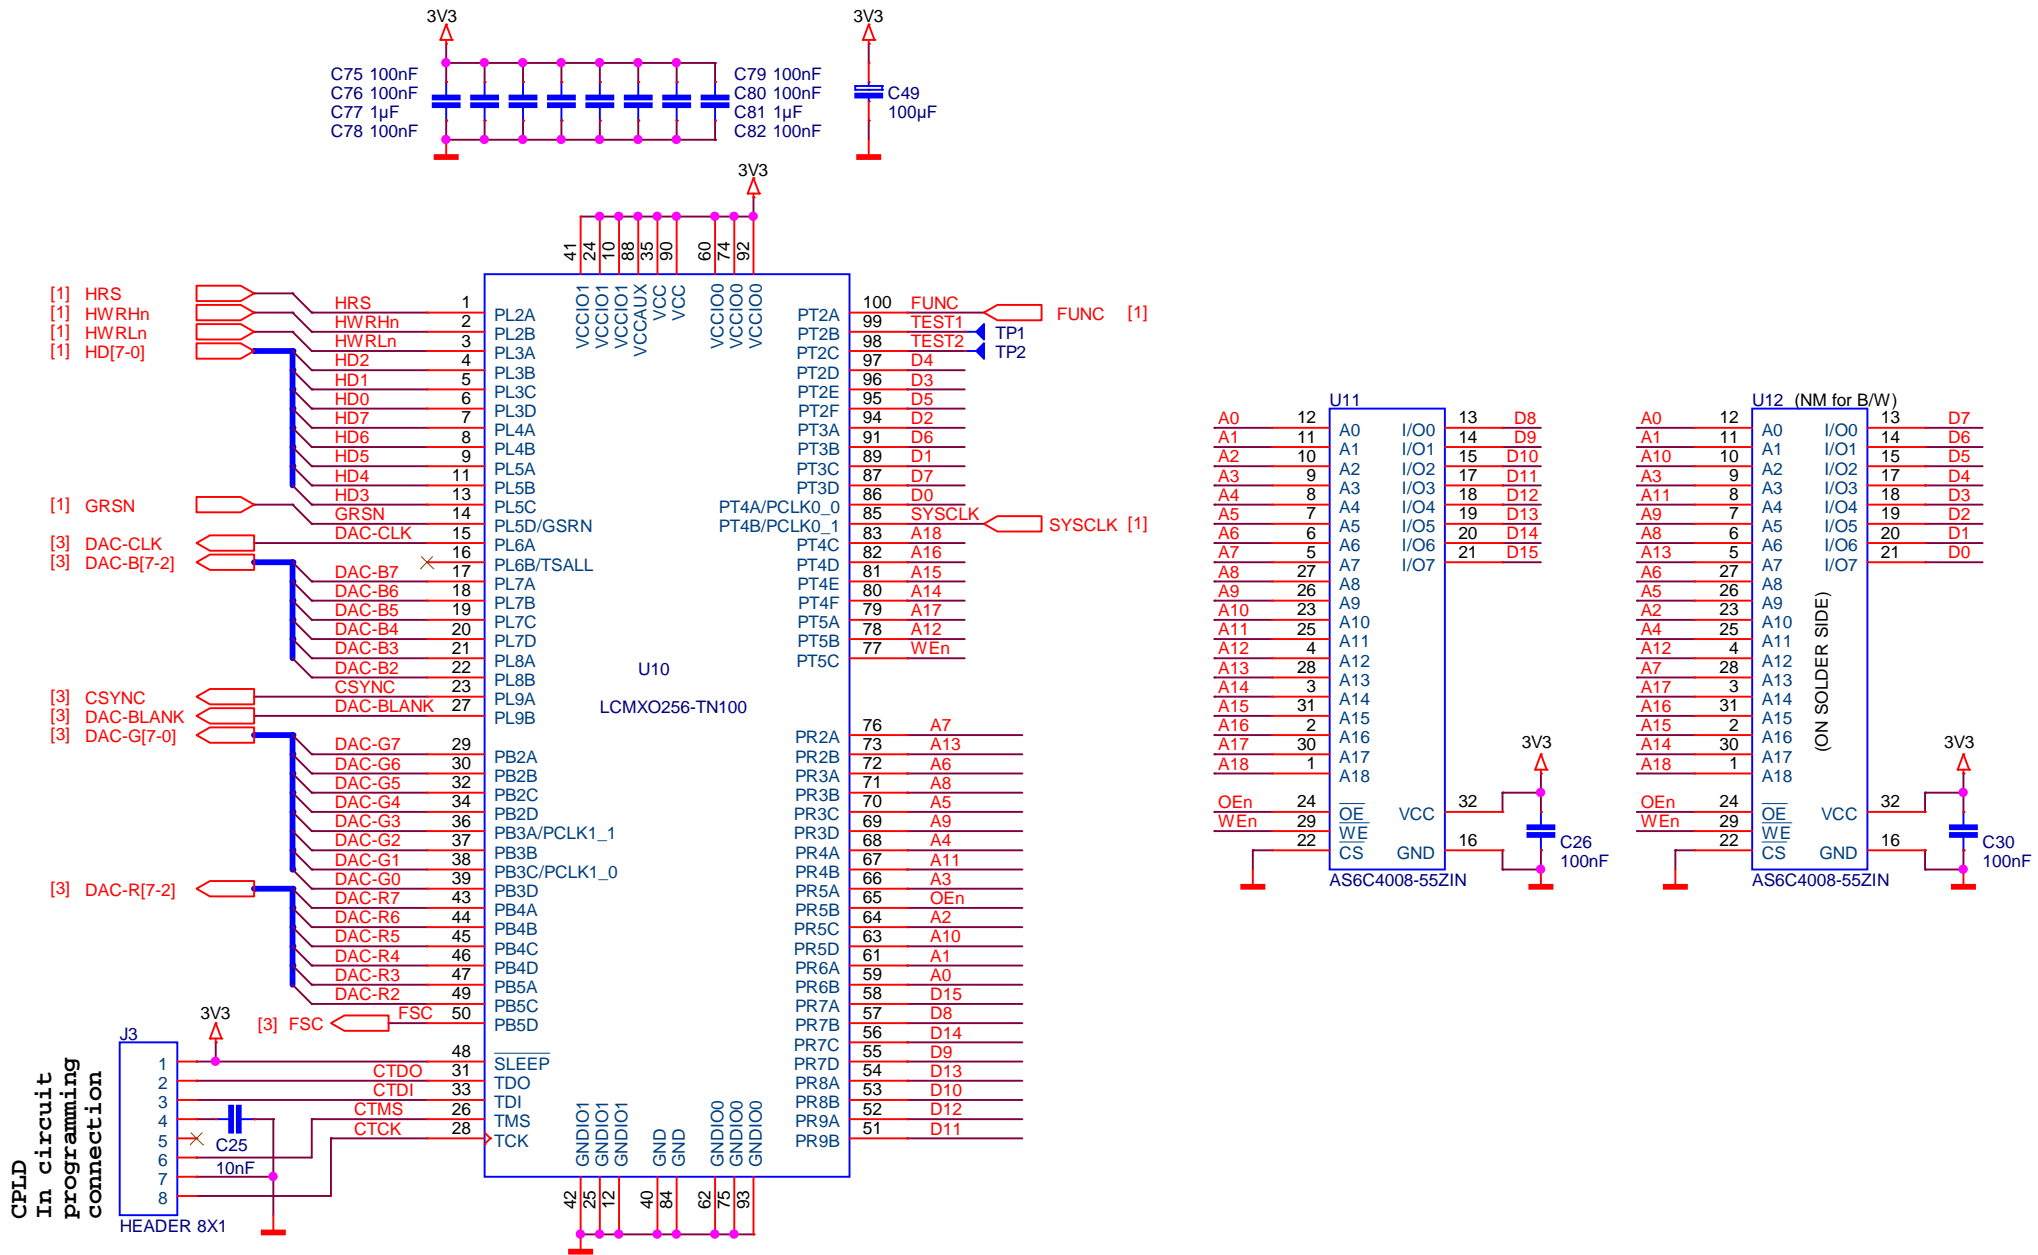 3V3
C75 100nF
C76 100nF
C77 1µF
C78 100nF
C79 100nF
C80 100nF
C81 1µF
C82 100nF
3V3
C49
100µF
3V3
41 24 10 88 35 90 60 74 92
VCCIO1 VCCIO1 VCCIO1 VCCAUX VCC VCC VCCIO0 VCCIO0 VCCIO0
[1] HRS
[1] HWRHn
[1] HWRLn
[1] HD[7-0]
[1] GRSN
[3] DAC-CLK
[3] DAC-B[7-2]
[3] CSYNC
[3] DAC-BLANK
[3] DAC-G[7-0]
[3] DAC-R[7-2]
[3] FSC
HRS 1 PL2A
HWRHn 2 PL2B
HWRLn 3 PL3A
HD2 4 PL3B
HD1 5 PL3C
HD0 6 PL3D
HD7 7 PL4A
HD6 8 PL4B
HD5 9 PL5A
HD4 11 PL5B
HD3 13 PL5C
GRSN 14 PL5D/GSRN
DAC-CLK 15 PL6A
16 PL6B/TSALL
DAC-B7 17 PL7A
DAC-B6 18 PL7B
DAC-B5 19 PL7C
DAC-B4 20 PL7D
DAC-B3 21 PL8A
DAC-B2 22 PL8B
CSYNC 23 PL9A
DAC-BLANK 27 PL9B
DAC-G7 29 PB2A
DAC-G6 30 PB2B
DAC-G5 32 PB2C
DAC-G4 34 PB2D
DAC-G3 36 PB3A/PCLK1_1
DAC-G2 37 PB3B
DAC-G1 38 PB3C/PCLK1_0
DAC-G0 39 PB3D
DAC-R7 43 PB4A
DAC-R6 44 PB4B
DAC-R5 45 PB4C
DAC-R4 46 PB4D
DAC-R3 47 PB5A
DAC-R2 49 PB5C
FSC 50 PB5D
48 SLEEP
CTDO 31 TDO
CTDI 33 TDI
CTMS 26 TMS
CTCK 28 TCK
U10
LCMXO256-TN100
PT2A 100 FUNC
FUNC [1]
PT2B 99 TEST1 TP1
PT2C 98 TEST2 TP2
PT2D 97 D4
PT2E 96 D3
PT2F 95 D5
PT3A 94 D2
PT3B 91 D6
PT3C 89 D1
PT3D 87 D7
PT4A/PCLK0_0 86 D0
PT4B/PCLK0_1 85 SYSCLK
SYSCLK [1]
PT4C 83 A18
PT4D 82 A16
PT4E 81 A15
PT4F 80 A14
PT5A 79 A17
PT5B 78 A12
PT5C 77 WEn
PR2A 76 A7
PR2B 73 A13
PR3A 72 A6
PR3B 71 A8
PR3C 70 A5
PR3D 69 A9
PR4A 68 A4
PR4B 67 A11
PR5A 66 A3
PR5B 65 OEn
PR5C 64 A2
PR5D 63 A10
PR6A 61 A1
PR6B 59 A0
PR7A 58 D15
PR7B 57 D8
PR7C 56 D14
PR7D 55 D9
PR8A 54 D13
PR8B 53 D10
PR9A 52 D12
PR9B 51 D11
GNDIO1 GNDIO1 GNDIO1 GND GND GNDIO0 GNDIO0 GNDIO0
42 25 12 40 84 62 75 93
3V3
J3
1
2
3
4
5
6
7
8
HEADER 8X1
C25
10nF
CPLD
In circuit
programming
connection
U11
A0 12 A0 I/O0 13 D8
A1 11 A1 I/O1 14 D9
A2 10 A2 I/O2 15 D10
A3 9 A3 I/O3 17 D11
A4 8 A4 I/O4 18 D12
A5 7 A5 I/O5 19 D13
A6 6 A6 I/O6 20 D14
A7 5 A7 I/O7 21 D15
A8 27 A8
A9 26 A9
A10 23 A10
A11 25 A11
A12 4 A12
A13 28 A13
A14 3 A14
A15 31 A15
A16 2 A16
A17 30 A17
A18 1 A18
OEn 24 OE VCC 32
WEn 29 WE
22 CS GND 16
AS6C4008-55ZIN
3V3
C26
100nF
U12 (NM for B/W)
A0 12 A0 I/O0 13 D7
A1 11 A1 I/O1 14 D6
A10 10 A2 I/O2 15 D5
A3 9 A3 I/O3 17 D4
A11 8 A4 I/O4 18 D3
A9 7 A5 I/O5 19 D2
A8 6 A6 I/O6 20 D1
A13 5 A7 I/O7 21 D0
A6 27 A8
A5 26 A9
A2 23 A10
A4 25 A11
A12 4 A12
A7 28 A13
A17 3 A14
A16 31 A15
A15 2 A16
A14 30 A17
A18 1 A18
(ON SOLDER SIDE)
OEn 24 OE VCC 32
WEn 29 WE
22 CS GND 16
AS6C4008-55ZIN
3V3
C30
100nF